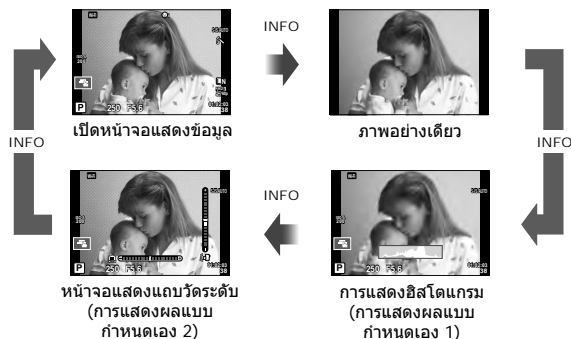 INFO
เปิดหน้าจอแสดงข้อมูล
ภาพอย่างเดียว
INFO
INFO
INFO
หน้าจอแสดงแถบวัดระดับ
(การแสดงผลแบบ
กำหนดเอง 2)
การแสดงฮิสโตแกรม
(การแสดงผลแบบ
กำหนดเอง 1)
P
250 F5.6
P
250 F5.6
38
P
250 F5.6
38